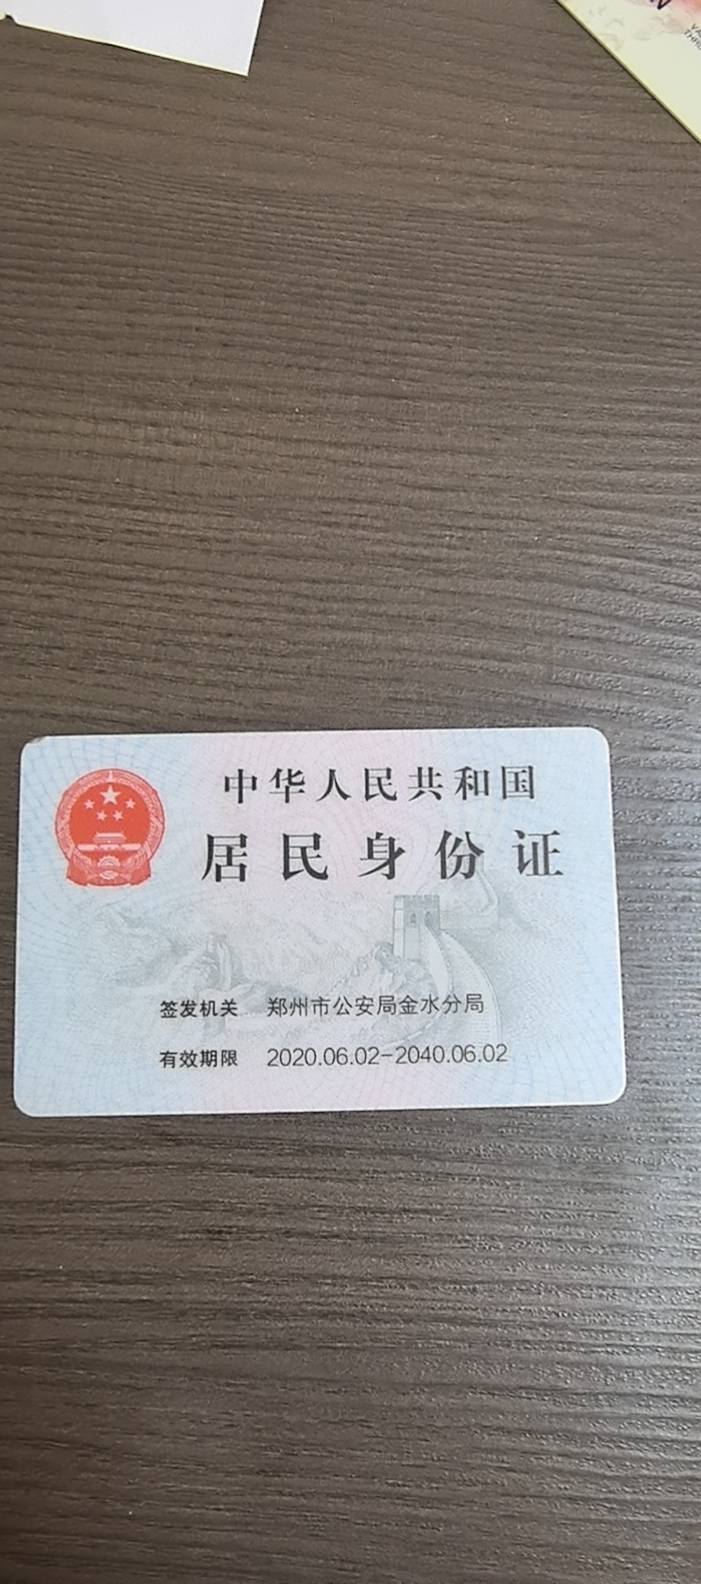 中华人民共和国
居民身份证
签发机关 郑州市公安局金水分局
有效期限 2020.06.02-2040.06.02